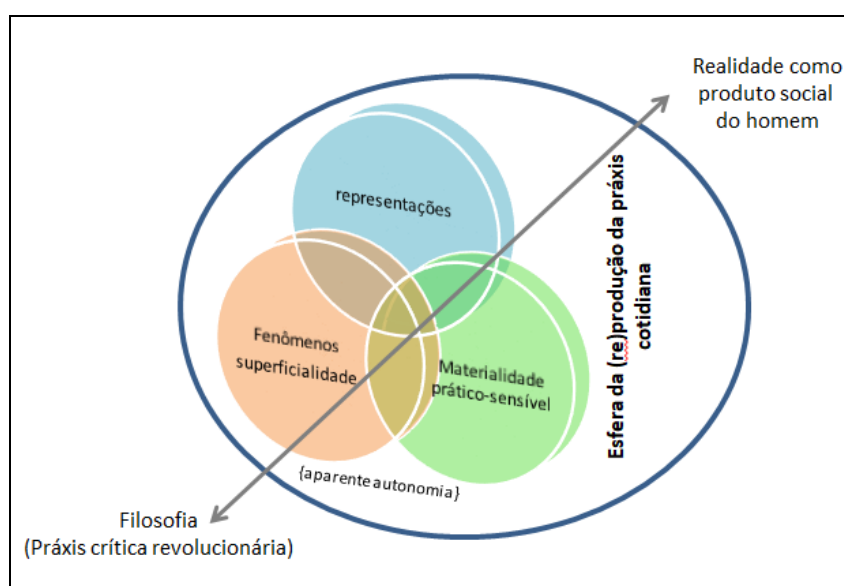 Realidade como
produto social
do homem
representações
Esfera da (re)produção da práxis
cotidiana
Fenômenos
superficialidade
Materialidade
prático-sensível
{aparente autonomia}
Filosofia
(Práxis crítica revolucionária)